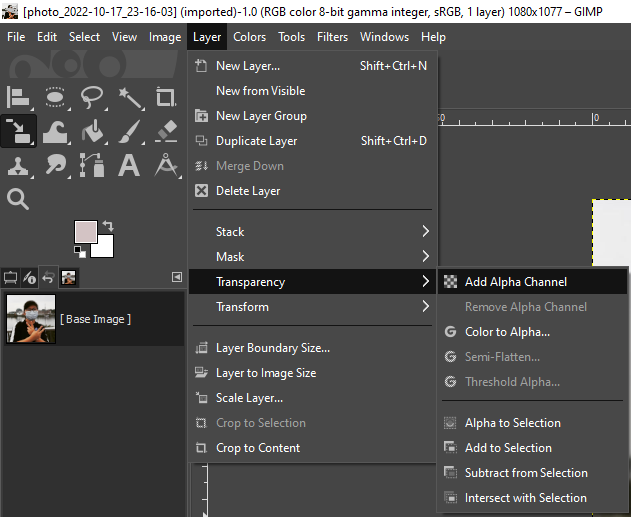 [photo_2022-10-17_23-16-03] (imported)-1.0 (RGB color 8-bit gamma integer, sRGB, 1 layer) 1080x1077 – GIMP
File Edit Select View Image Layer Colors Tools Filters Windows Help
New Layer... Shift+Ctrl+N
New from Visible
New Layer Group
Duplicate Layer Shift+Ctrl+D
Merge Down
Delete Layer
Stack
Mask
Transparency
Transform
Layer Boundary Size...
Layer to Image Size
Scale Layer...
Crop to Selection
Crop to Content
Add Alpha Channel
Remove Alpha Channel
Color to Alpha...
Semi-Flatten...
Threshold Alpha...
Alpha to Selection
Add to Selection
Subtract from Selection
Intersect with Selection
[ Base Image ]
0